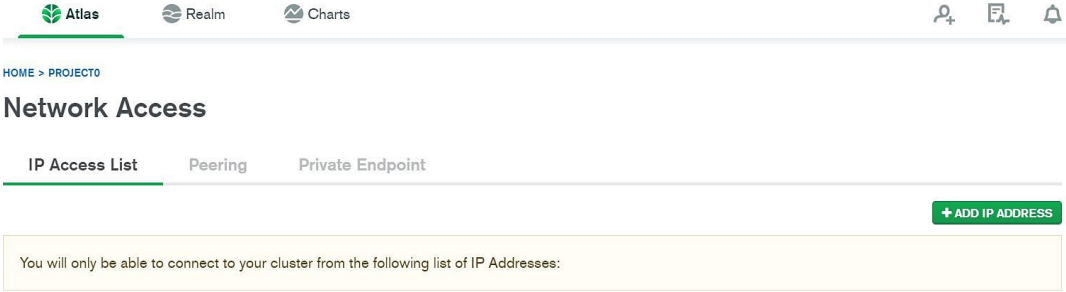 Atlas Realm Charts
HOME > PROJECT0
Network Access
IP Access List Peering Private Endpoint
+ ADD IP ADDRESS
You will only be able to connect to your cluster from the following list of IP Addresses: